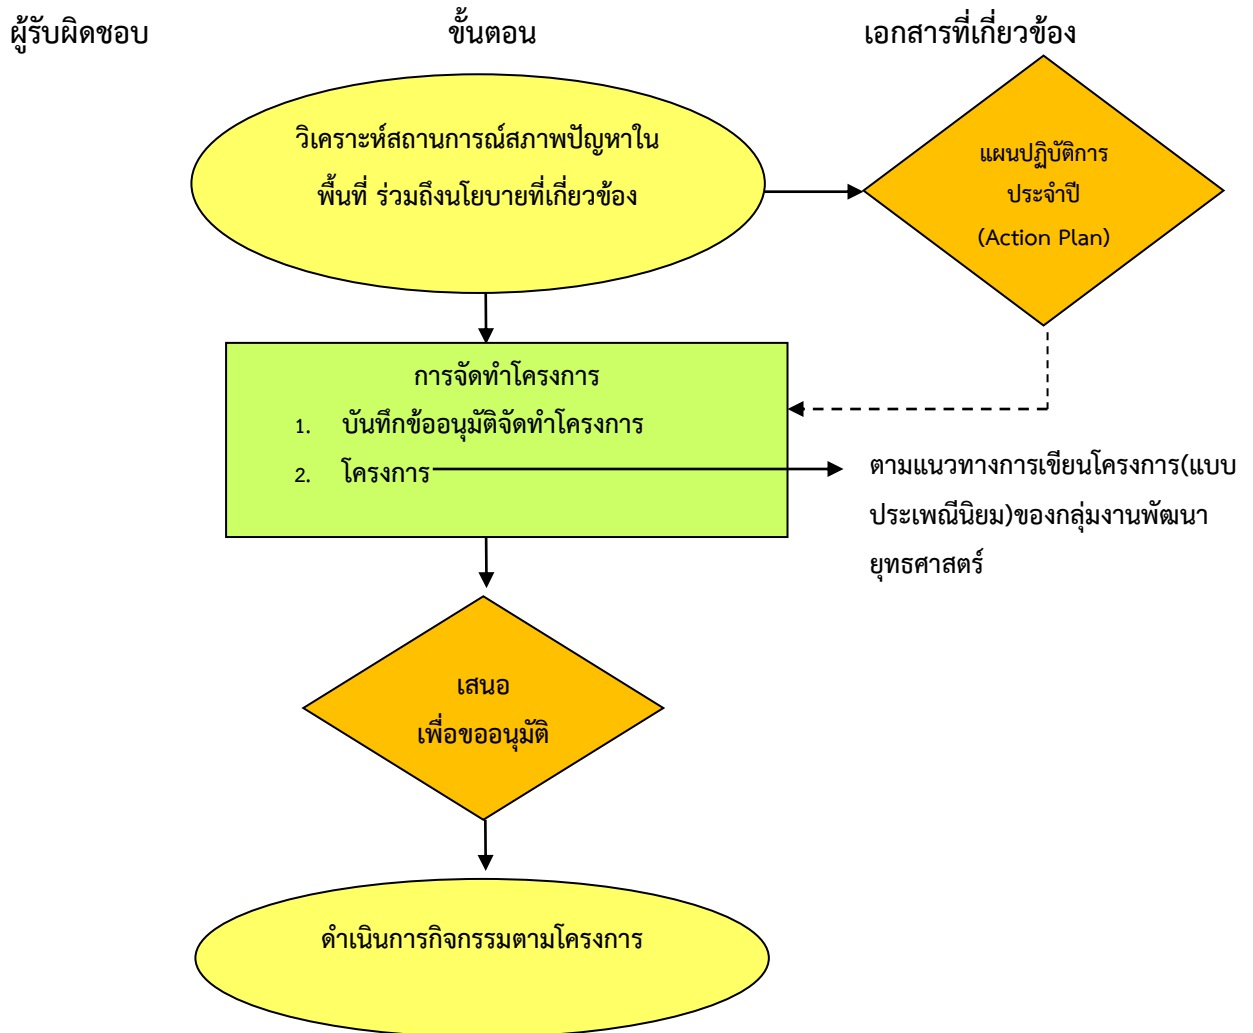 ผู้รับผิดชอบ
ขั้นตอน
เอกสารที่เกี่ยวข้อง
วิเคราะห์สถานการณ์สภาพปัญหาใน
พื้นที่ ร่วมถึงนโยบายที่เกี่ยวข้อง
แผนปฏิบัติการ
ประจำปี
(Action Plan)
การจัดทำโครงการ
1. บันทึกข้ออนุมัติจัดทำโครงการ
2. โครงการ
ตามแนวทางการเขียนโครงการ(แบบ
ประเพณีนิยม)ของกลุ่มงานพัฒนา
ยุทธศาสตร์
เสนอ
เพื่อขออนุมัติ
ดำเนินการกิจกรรมตามโครงการ